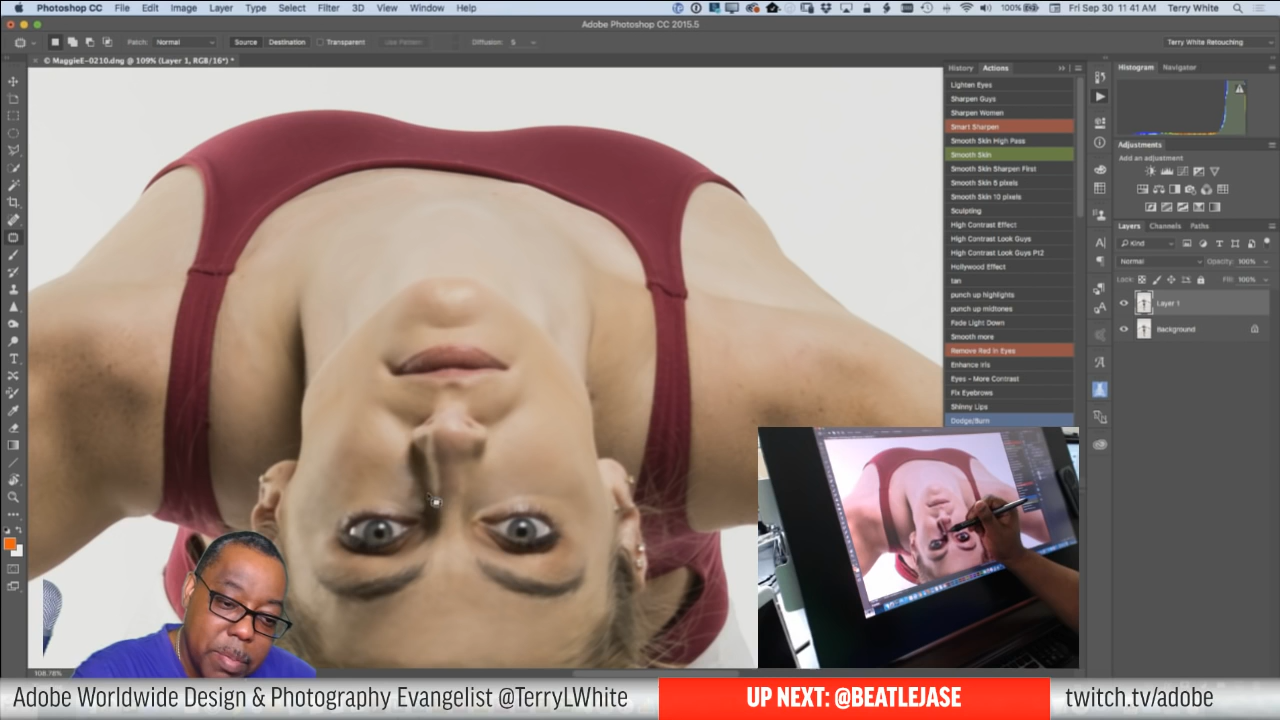 Photoshop CC File Edit Image Layer Type Select Filter 3D View Window Help
100% Fri Sep 30 11:41 AM Terry White
Adobe Photoshop CC 2015.5
Patch: Normal Source Destination Transparent Use Pattern Diffusion: 5 Terry White Retouching
© MaggieE-0210.dng @ 109% (Layer 1, RGB/16*) *
History Actions
Lighten Eyes
Sharpen Guys
Sharpen Women
Smart Sharpen
Smooth Skin High Pass
Smooth Skin
Smooth Skin Sharpen First
Smooth Skin 5 pixels
Smooth Skin 10 pixels
Sculpting
High Contrast Effect
High Contrast Look Guys
High Contrast Look Guys Pt2
Hollywood Effect
tan
punch up highlights
punch up midtones
Fade Light Down
Smooth more
Remove Red in Eyes
Enhance Iris
Eyes - More Contrast
Fix Eyebrows
Shinny Lips
Dodge/Burn
Histogram Navigator
Adjustments
Add an adjustment
Layers Channels Paths
Kind
Normal Opacity: 100%
Lock: Fill: 100%
Layer 1
Background
108.78%
Adobe Worldwide Design & Photography Evangelist @TerryLWhite
UP NEXT: @BEATLEJASE
twitch.tv/adobe